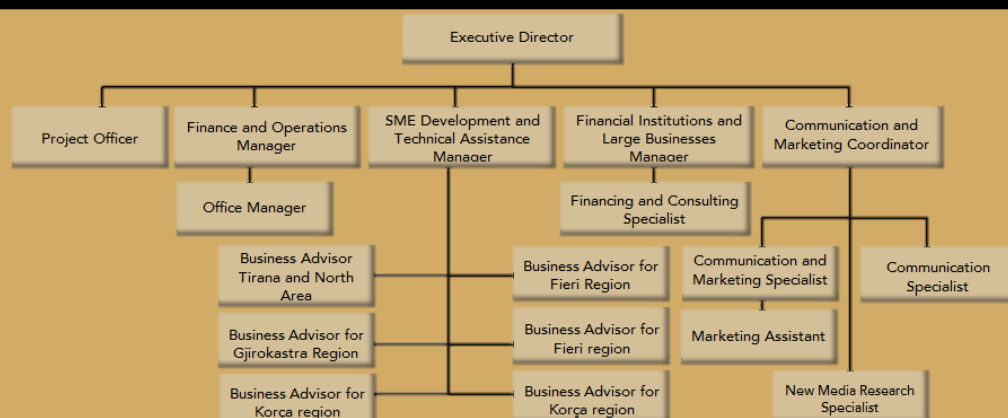 Executive Director
Project Officer
Finance and Operations
Manager
SME Development and
Technical Assistance
Manager
Financial Institutions and
Large Businesses
Manager
Communication and
Marketing Coordinator
Office Manager
Financing and Consulting
Specialist
Business Advisor
Tirana and North
Area
Business Advisor for
Fieri Region
Communication and
Marketing Specialist
Communication
Specialist
Business Advisor for
Gjirokastra Region
Business Advisor for
Fieri region
Marketing Assistant
Business Advisor for
Korça region
Business Advisor for
Korça region
New Media Research
Specialist